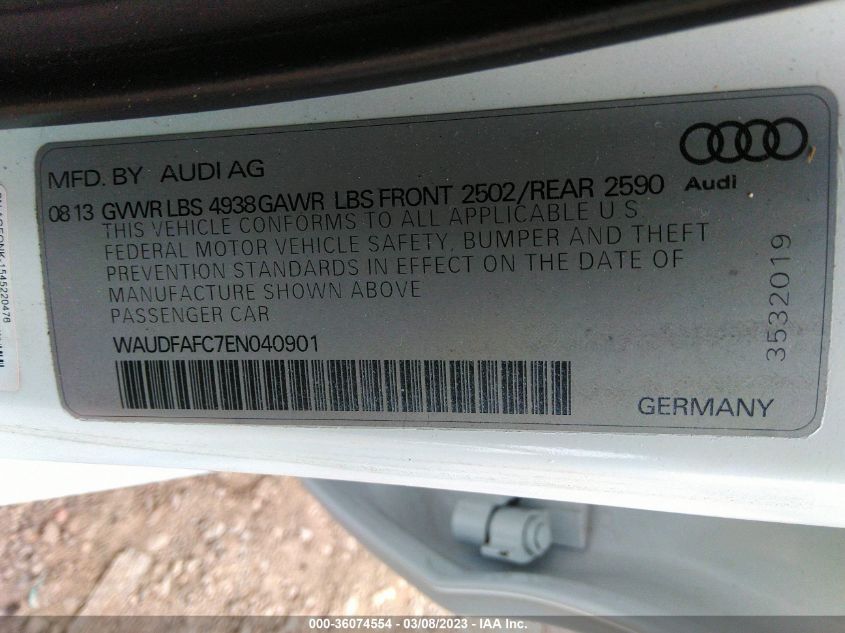 MFD. BY AUDI AG
Audi
0813 GVWR LBS 4938 GAWR LBS FRONT 2502/REAR 2590
THIS VEHICLE CONFORMS TO ALL APPLICABLE U S
FEDERAL MOTOR VEHICLE SAFETY, BUMPER AND THEFT
PREVENTION STANDARDS IN EFFECT ON THE DATE OF
MANUFACTURE SHOWN ABOVE
PASSENGER CAR
WAUDFAFC7EN040901
GERMANY
3532019
000-36074554 | 03/08/2023 | IAA Inc.